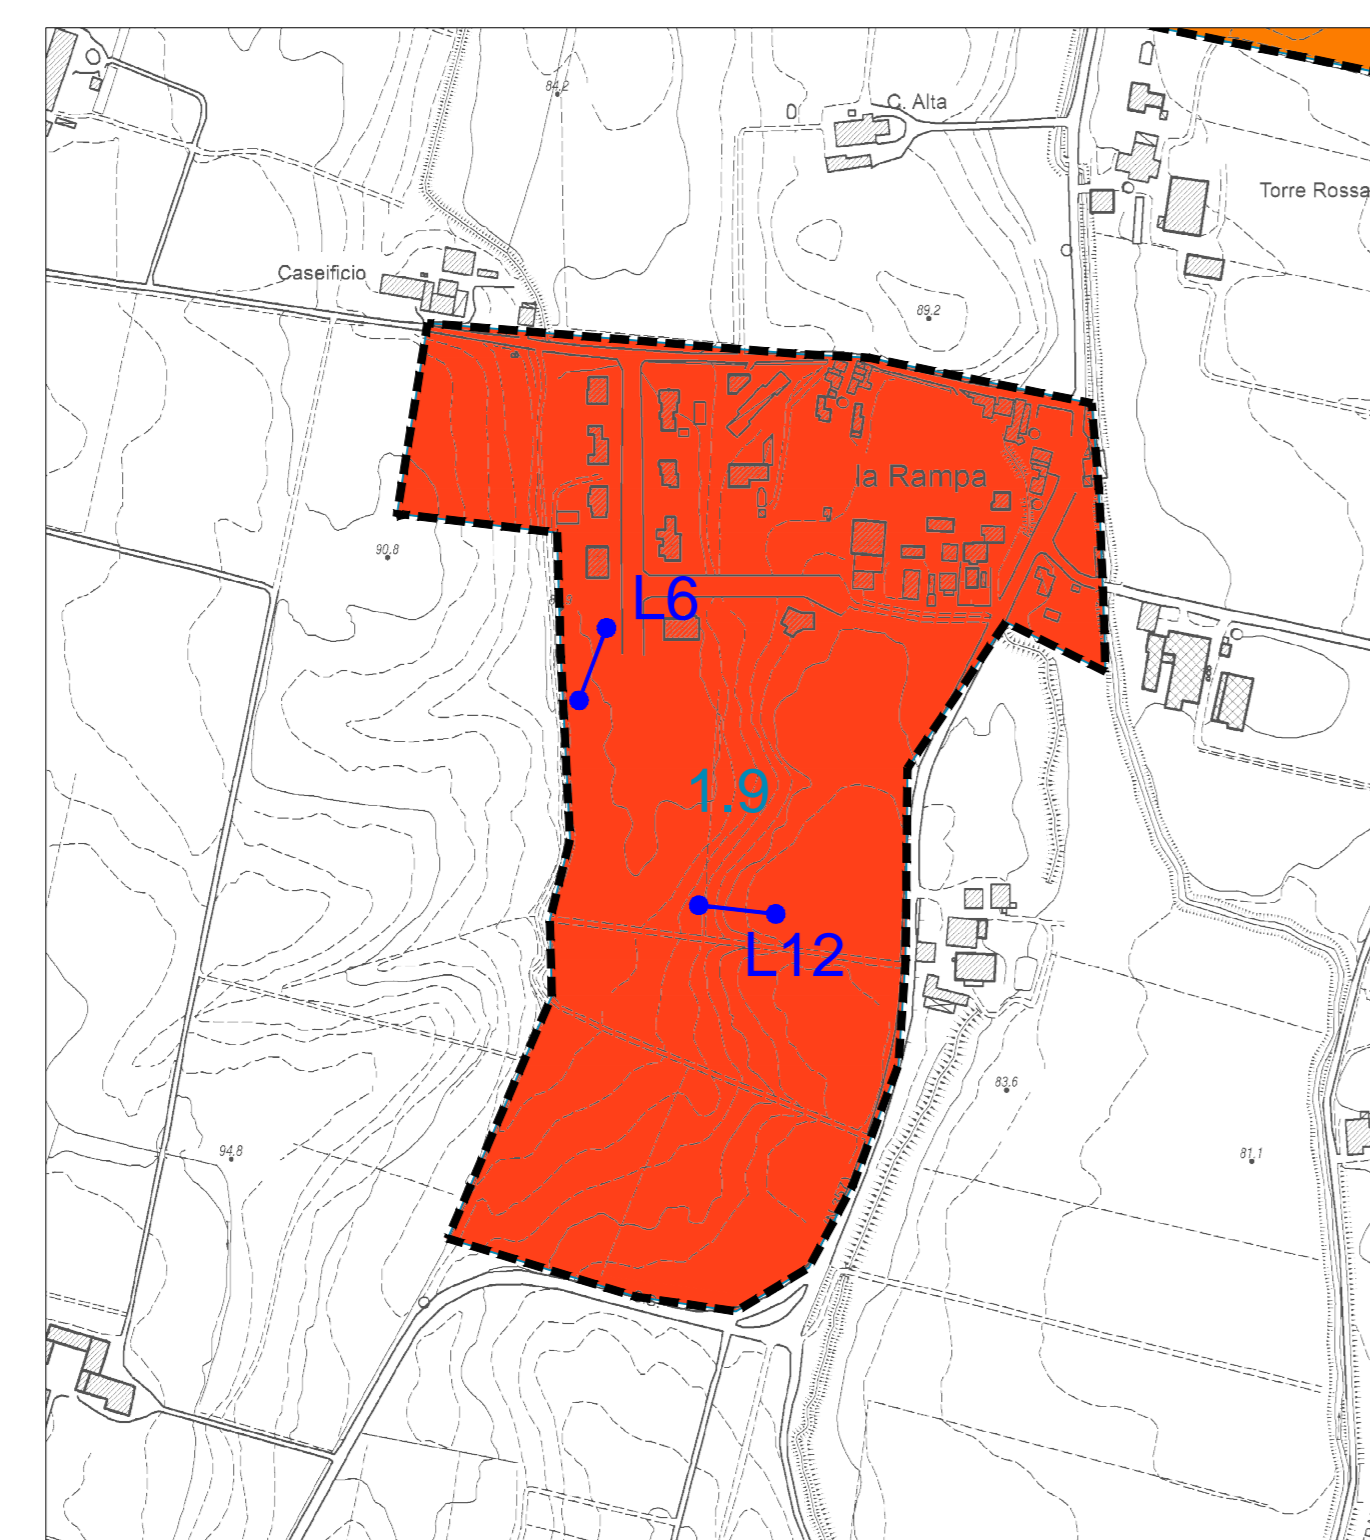 84.2
C. Alta
Torre Rossa
Caseificio
89.2
la Rampa
90.8
L6
1.9
L12
83.6
94.8
81.1